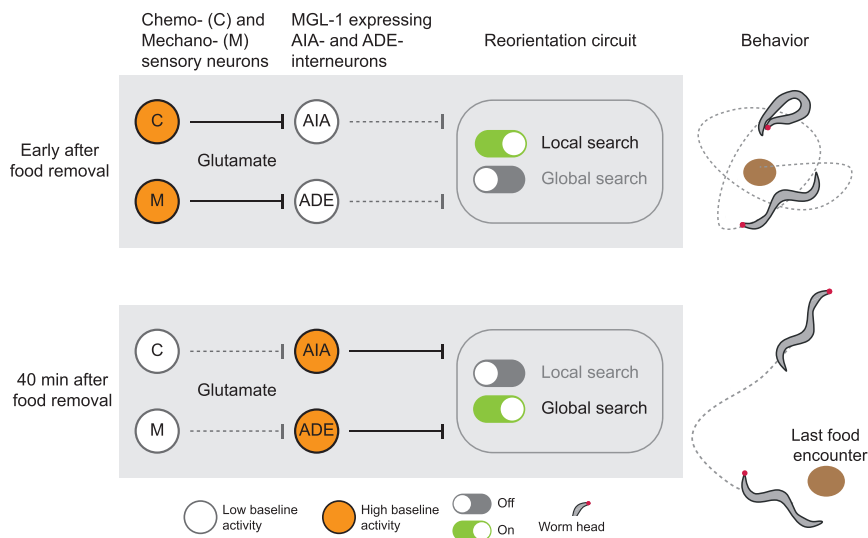 Chemo- (C) and
Mechano- (M)
sensory neurons
MGL-1 expressing
AIA- and ADE-
interneurons
Reorientation circuit
Behavior
Early after
food removal
C
AIA
Glutamate
M
ADE
Local search
Global search
40 min after
food removal
C
AIA
Glutamate
M
ADE
Local search
Global search
Last food
encounter
Low baseline
activity
High baseline
activity
Off
On
Worm head